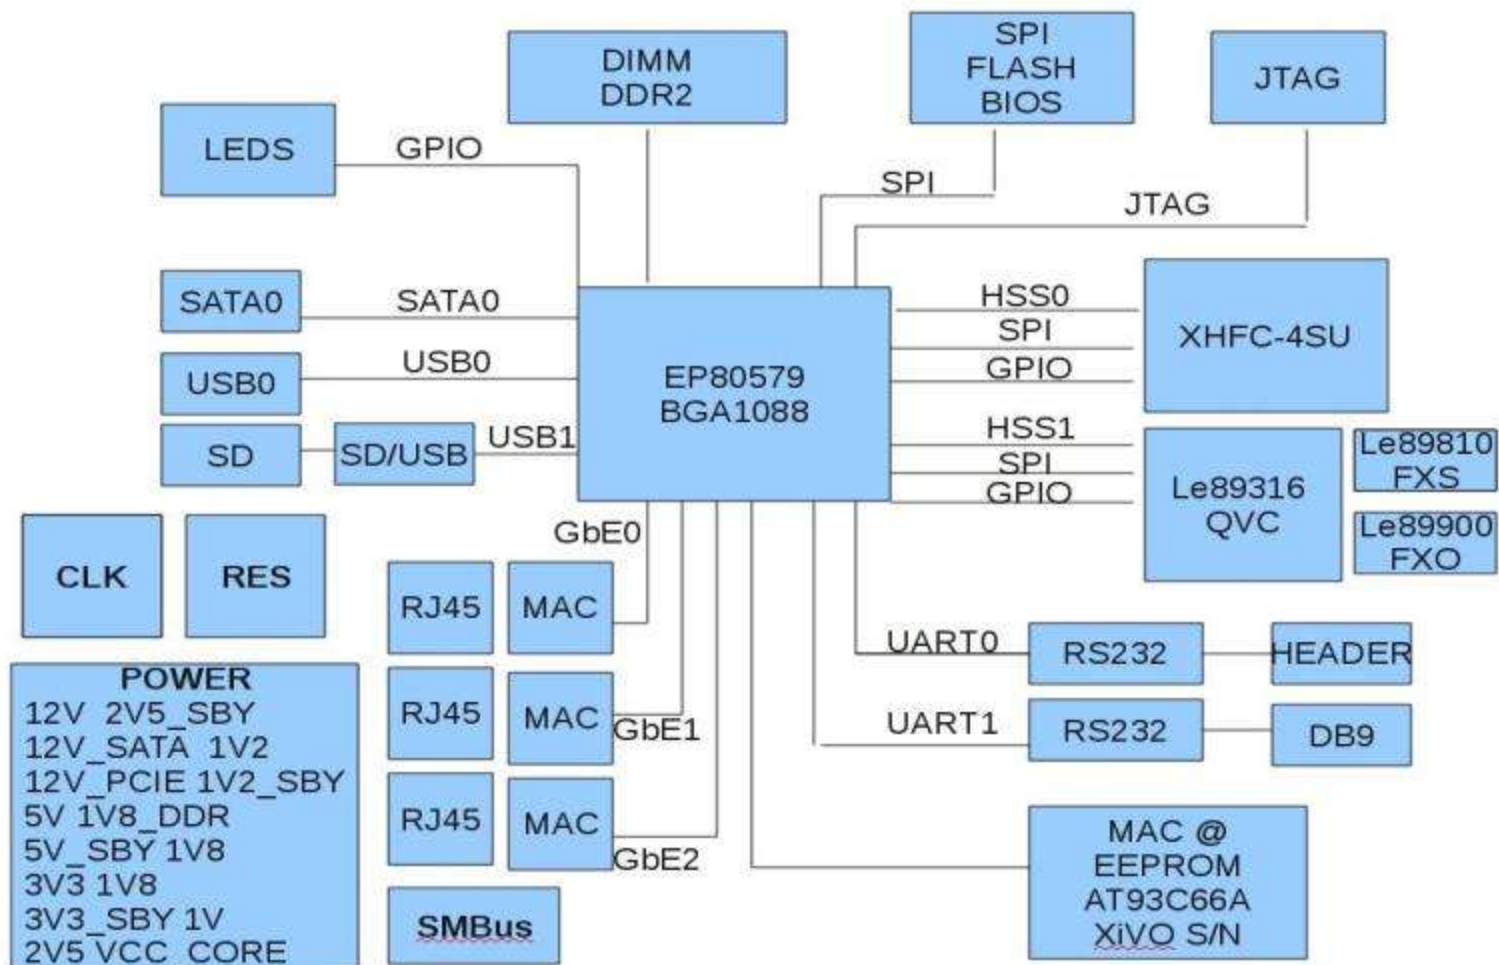 DIMM
DDR2
SPI
FLASH
BIOS
JTAG
LEDS
GPIO
SPI
JTAG
SATA0
SATA0
USB0
USB0
SD
SD/USB
USB1
EP80579
BGA1088
HSS0
SPI
GPIO
XHFC-4SU
HSS1
SPI
GPIO
Le89316
QVC
Le89810
FXS
Le89900
FXO
CLK
RES
GbE0
RJ45
MAC
RJ45
MAC
GbE1
RJ45
MAC
GbE2
SMBus
UART0
RS232
HEADER
UART1
RS232
DB9
MAC @
EEPROM
AT93C66A
XiVO S/N
POWER
12V 2V5_SBY
12V_SATA 1V2
12V_PCIE 1V2_SBY
5V 1V8_DDR
5V_SBY 1V8
3V3 1V8
3V3_SBY 1V
2V5 VCC_CORE